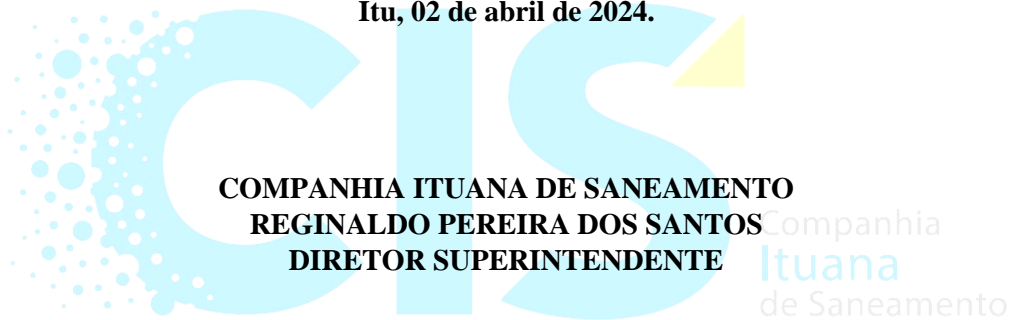 Itu, 02 de abril de 2024.
CIS
COMPANHIA ITUANA DE SANEAMENTO
REGINALDO PEREIRA DOS SANTOS
DIRETOR SUPERINTENDENTE
Companhia
Ituana
de Saneamento